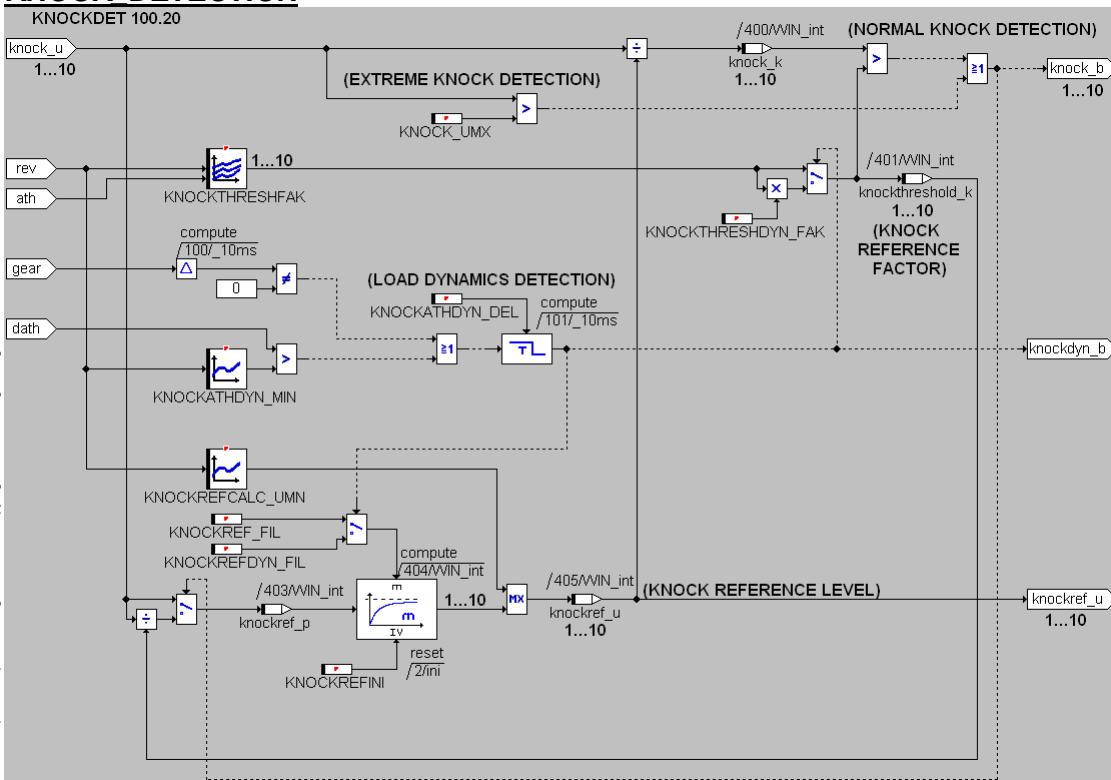 KNOCK_DETECTION
KNOCKDET 100.20
knock_u
1...10
/400/WIN_int
knock_k
1...10
(NORMAL KNOCK DETECTION)
÷
>
≧1
knock_b
1...10
(EXTREME KNOCK DETECTION)
>
KNOCK_UMX
rev
ath
1...10
KNOCKTHRESHFAK
x
KNOCKTHRESHDYN_FAK
/401/WIN_int
knockthreshold_k
1...10
(KNOCK
REFERENCE
FACTOR)
gear
compute
/100/_10ms
Δ
0
≠
(LOAD DYNAMICS DETECTION)
KNOCKATHDYN_DEL
compute
/101/_10ms
dath
>
≧1
T
knockdyn_b
KNOCKATHDYN_MIN
KNOCKREFCALC_UMN
KNOCKREF_FIL
KNOCKREFDYN_FIL
compute
/404/WIN_int
/403/WIN_int
knockref_p
÷
m
m
IV
1...10
MX
/405/WIN_int
knockref_u
1...10
(KNOCK REFERENCE LEVEL)
knockref_u
1...10
reset
/2/ini
KNOCKREFINI